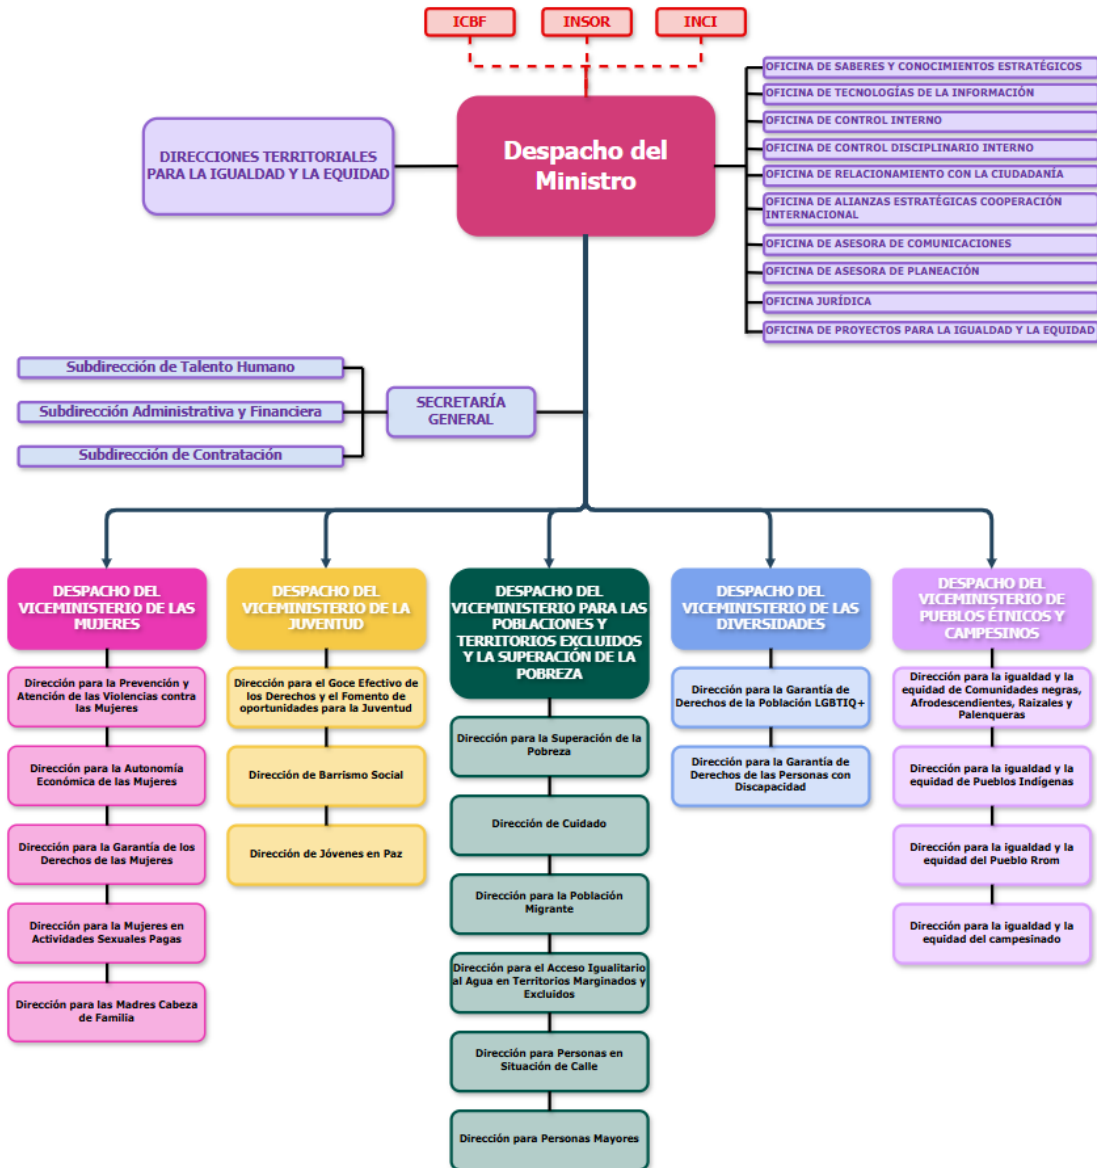 ICBF
INSOR
INCI
OFICINA DE SABERES Y CONOCIMIENTOS ESTRATÉGICOS
OFICINA DE TECNOLOGÍAS DE LA INFORMACIÓN
OFICINA DE CONTROL INTERNO
OFICINA DE CONTROL DISCIPLINARIO INTERNO
OFICINA DE RELACIONAMIENTO CON LA CIUDADANÍA
OFICINA DE ALIANZAS ESTRATÉGICAS COOPERACIÓN
INTERNACIONAL
OFICINA DE ASESORA DE COMUNICACIONES
OFICINA DE ASESORA DE PLANEACIÓN
OFICINA JURÍDICA
OFICINA DE PROYECTOS PARA LA IGUALDAD Y LA EQUIDAD
Despacho del
Ministro
DIRECCIONES TERRITORIALES
PARA LA IGUALDAD Y LA EQUIDAD
Subdirección de Talento Humano
Subdirección Administrativa y Financiera
Subdirección de Contratación
SECRETARÍA
GENERAL
DESPACHO DEL
VICEMINISTERIO DE LAS
MUJERES
Dirección para la Prevención y
Atención de las Violencias contra
las Mujeres
Dirección para la Autonomía
Económica de las Mujeres
Dirección para la Garantía de los
Derechos de las Mujeres
Dirección para la Mujeres en
Actividades Sexuales Pagas
Dirección para las Madres Cabeza
de Familia
DESPACHO DEL
VICEMINISTERIO DE LA
JUVENTUD
Dirección para el Goce Efectivo de
los Derechos y el Fomento de
oportunidades para la Juventud
Dirección de Barrismo Social
Dirección de Jóvenes en Paz
DESPACHO DEL
VICEMINISTERIO PARA LAS
POBLACIONES Y
TERRITORIOS EXCLUIDOS
Y LA SUPERACIÓN DE LA
POBREZA
Dirección para la Superación de la
Pobreza
Dirección de Cuidado
Dirección para la Población
Migrante
Dirección para el Acceso Igualitario
al Agua en Territorios Marginados y
Excluidos
Dirección para Personas en
Situación de Calle
Dirección para Personas Mayores
DESPACHO DEL
VICEMINISTERIO DE LAS
DIVERSIDADES
Dirección para la Garantía de
Derechos de la Población LGBTIQ+
Dirección para la Garantía de
Derechos de las Personas con
Discapacidad
DESPACHO DEL
VICEMINISTERIO DE
PUEBLOS ÉTNICOS Y
CAMPESINOS
Dirección para la igualdad y la
equidad de Comunidades negras,
Afrodescendientes, Raizales y
Palenqueras
Dirección para la igualdad y la
equidad de Pueblos Indígenas
Dirección para la igualdad y la
equidad del Pueblo Rrom
Dirección para la igualdad y la
equidad del campesinado